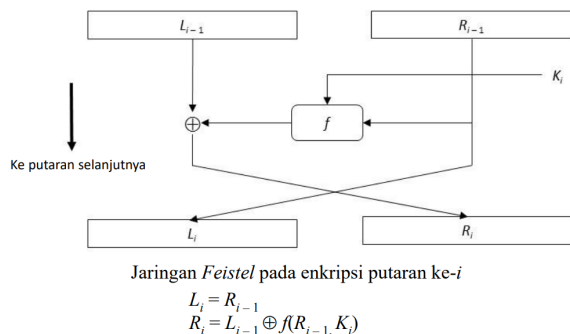 L_{i-1} R_{i-1}
K_i
⊕ f
Ke putaran selanjutnya
L_i R_i
Jaringan Feistel pada enkripsi putaran ke-i
L_i = R_{i-1}
R_i = L_{i-1} ⊕ f(R_{i-1}, K_i)